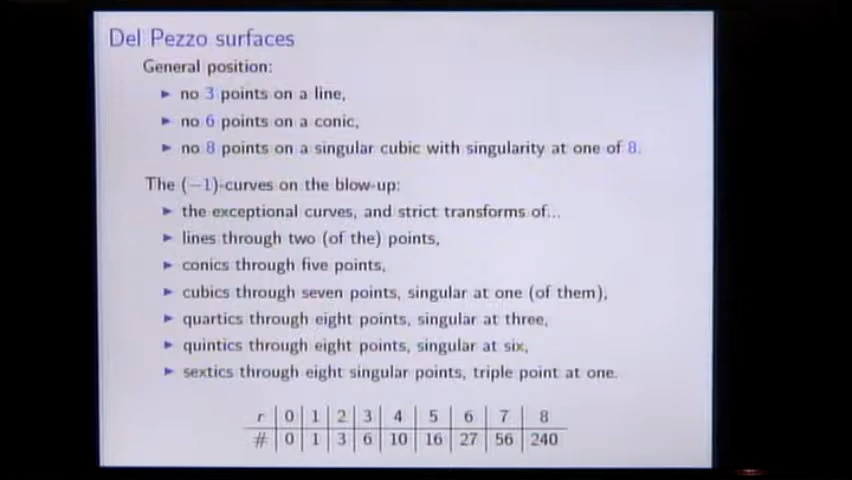 Del Pezzo surfaces
General position:
▶ no 3 points on a line,
▶ no 6 points on a conic,
▶ no 8 points on a singular cubic with singularity at one of 8.
The (−1)-curves on the blow-up:
▶ the exceptional curves, and strict transforms of...
▶ lines through two (of the) points,
▶ conics through five points,
▶ cubics through seven points, singular at one (of them),
▶ quartics through eight points, singular at three,
▶ quintics through eight points, singular at six,
▶ sextics through eight singular points, triple point at one.
r 0 1 2 3 4 5 6 7 8
# 0 1 3 6 10 16 27 56 240